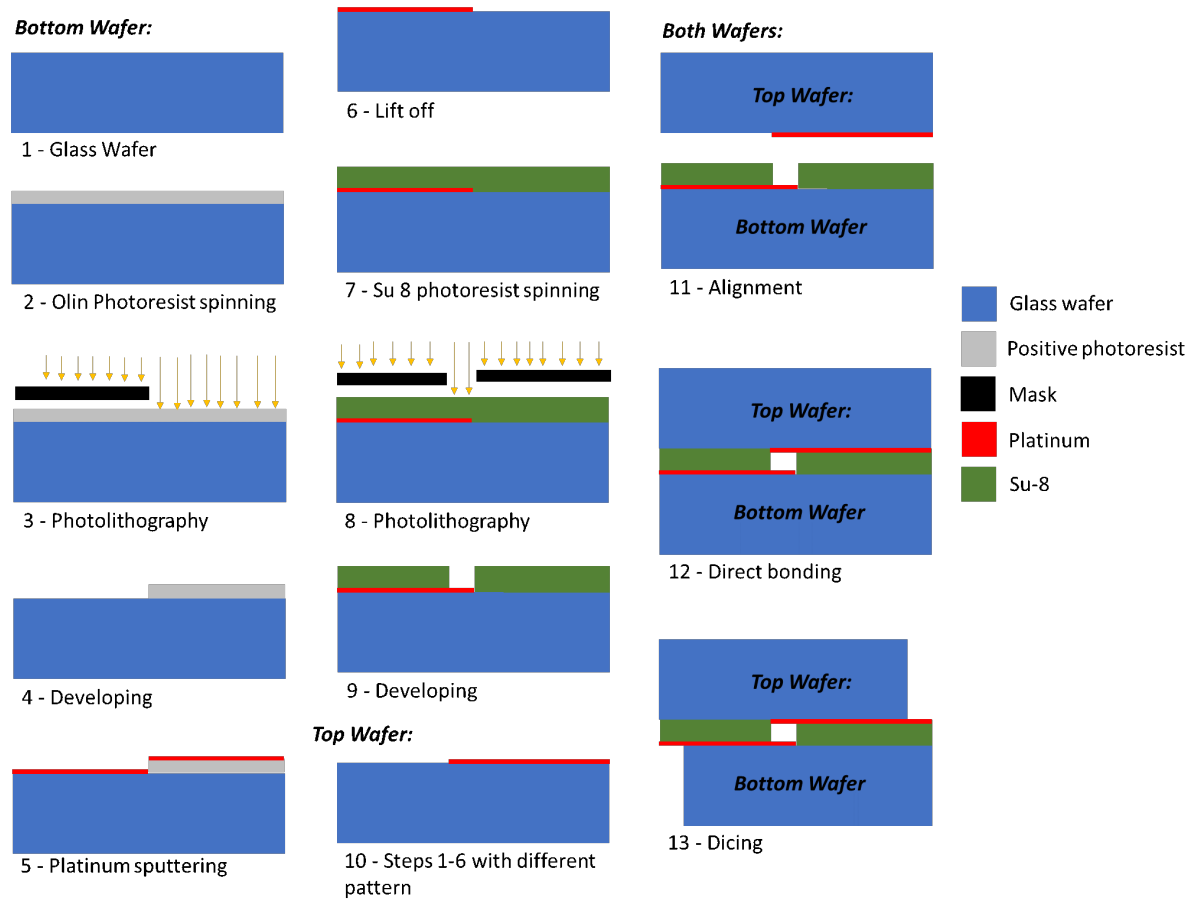 Bottom Wafer:
1 - Glass Wafer
2 - Olin Photoresist spinning
3 - Photolithography
4 - Developing
5 - Platinum sputtering
6 - Lift off
7 - Su 8 photoresist spinning
8 - Photolithography
9 - Developing
Top Wafer:
10 - Steps 1-6 with different
pattern
Both Wafers:
Top Wafer:
Bottom Wafer
11 - Alignment
Top Wafer:
Bottom Wafer
12 - Direct bonding
Top Wafer:
Bottom Wafer
13 - Dicing
Glass wafer
Positive photoresist
Mask
Platinum
Su-8